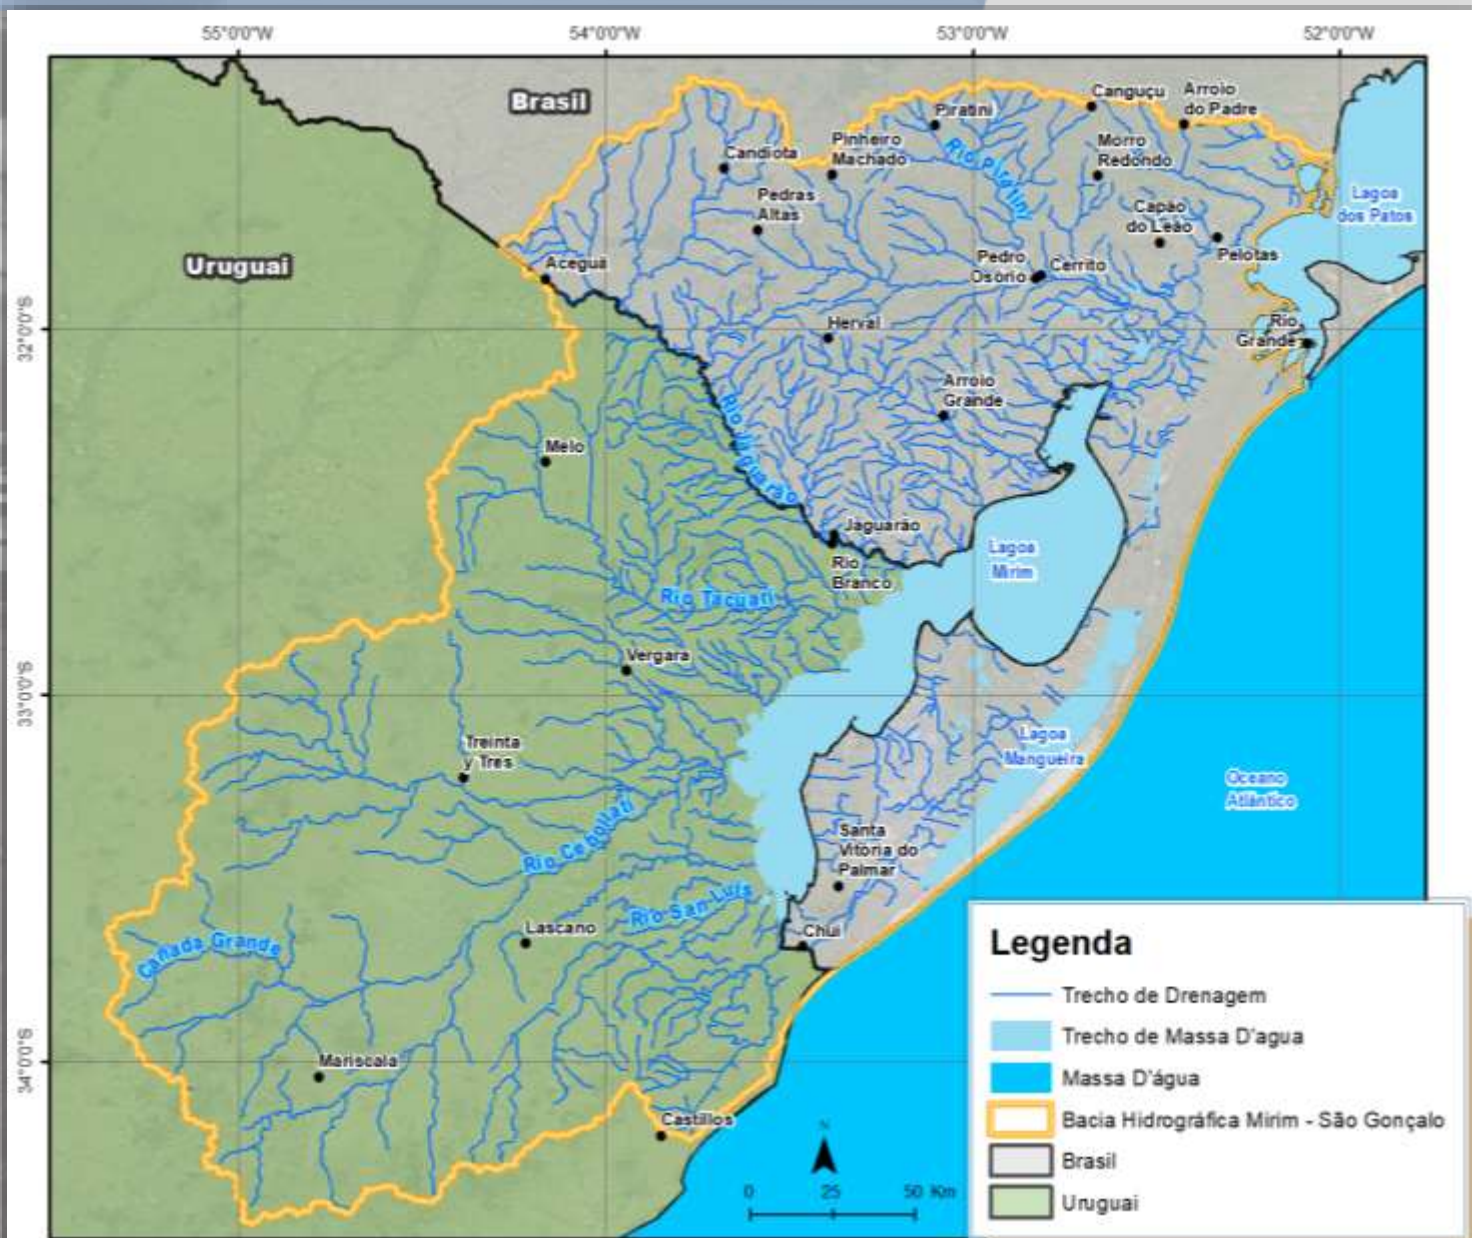 55°0'0"W
54°0'0"W
53°0'0"W
52°0'0"W
Brasil
Canguçu
Arroio
do Padre
Piratini
Pinheiro
Machado
Morro
Redondo
Candiota
Rio Piratini
Pedras
Altas
Lagoa
dos Patos
Capão
do Leão
Uruguai
Aceguá
Pedro
Osório
Cerrito
Pelotas
32°0'0"S
Herval
Rio
Grande
Arroio
Grande
Rio Jaguarão
Melo
Jaguarão
Lagoa
Mirim
Rio
Branco
Rio Tacuati
Vergara
33°0'0"S
Treinta
y Tres
Lagoa
Mangueira
Oceano
Atlântico
Rio Cebollati
Santa
Vitória do
Palmar
Rio San Luis
Lascano
Chui
Cañada Grande
34°0'0"S
Mariscala
Castillos
N
0 25 50 Km
Legenda
Trecho de Drenagem
Trecho de Massa D'agua
Massa D'água
Bacia Hidrográfica Mirim - São Gonçalo
Brasil
Uruguai